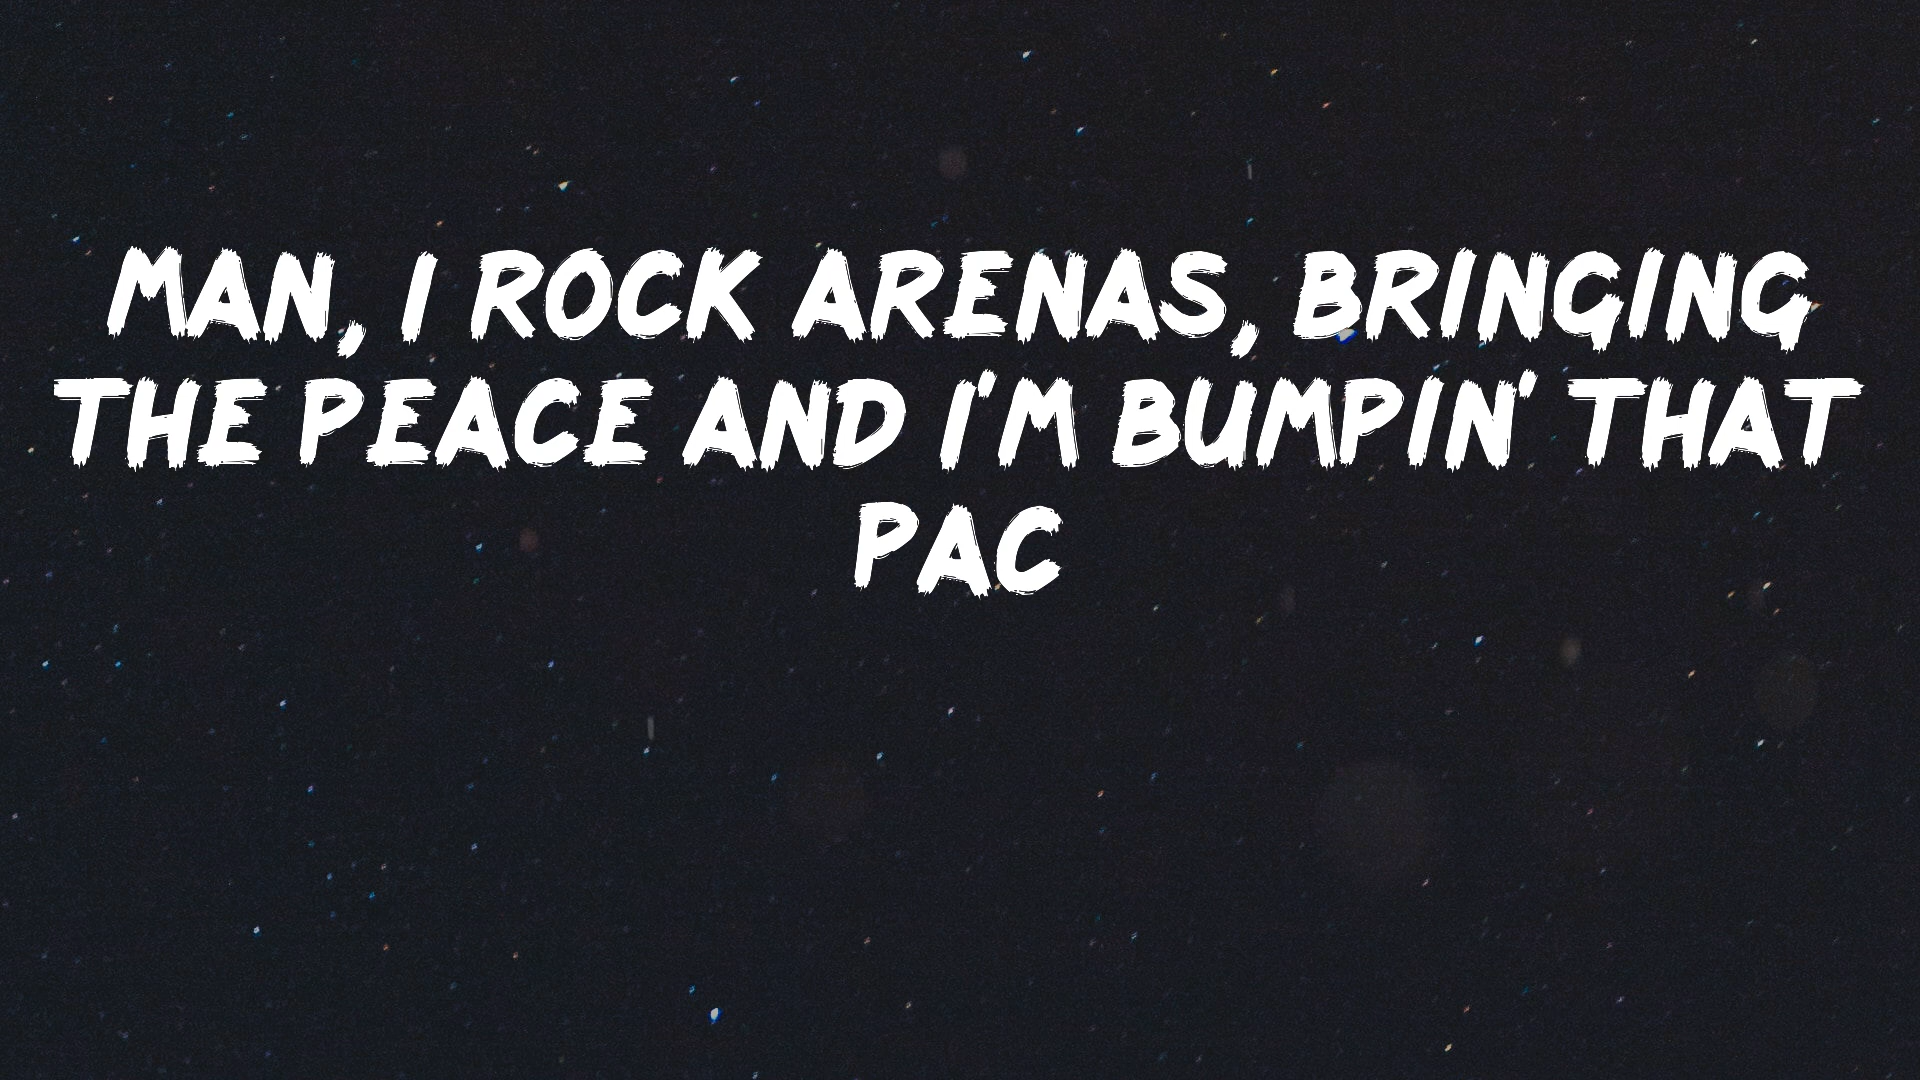 MAN, I ROCK ARENAS, BRINGING
THE PEACE AND I'M BUMPIN' THAT
PAC